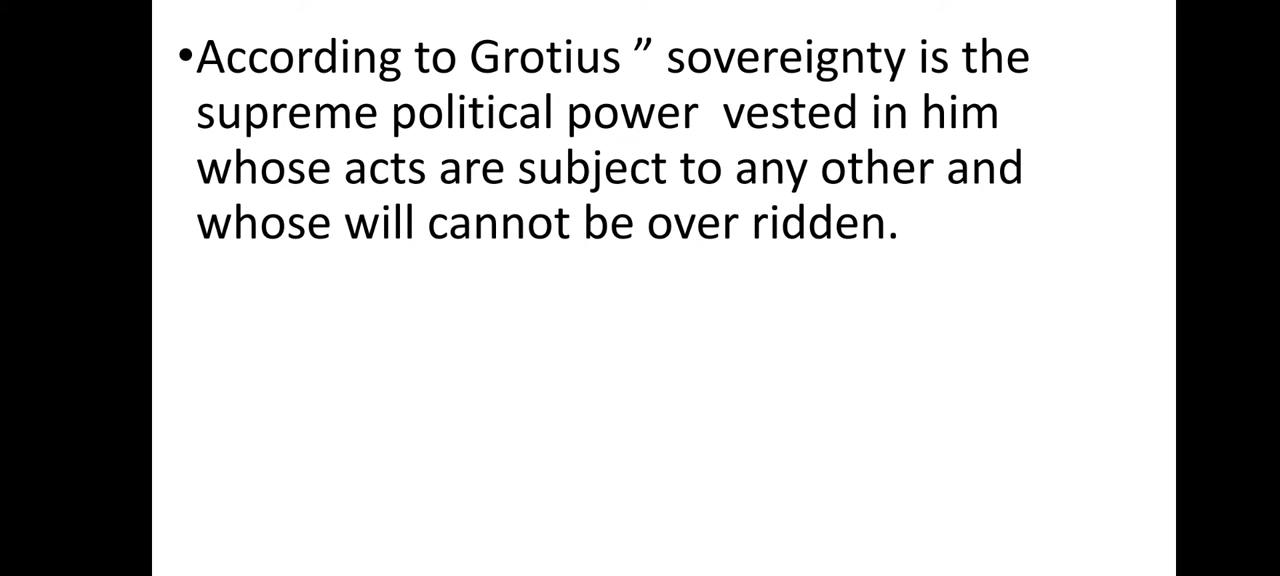 •According to Grotius ” sovereignty is the
supreme political power  vested in him
whose acts are subject to any other and
whose will cannot be over ridden.